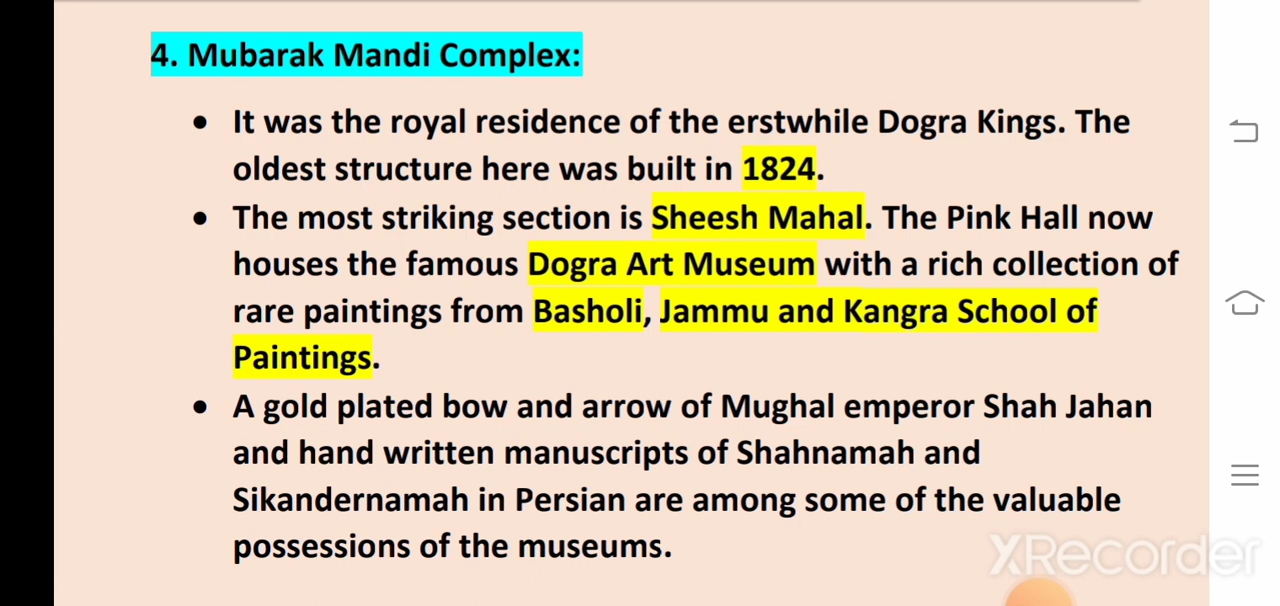 4. Mubarak Mandi Complex:
• It was the royal residence of the erstwhile Dogra Kings. The
oldest structure here was built in 1824.
• The most striking section is Sheesh Mahal. The Pink Hall now
houses the famous Dogra Art Museum with a rich collection of
rare paintings from Basholi, Jammu and Kangra School of
Paintings.
• A gold plated bow and arrow of Mughal emperor Shah Jahan
and hand written manuscripts of Shahnamah and
Sikandernamah in Persian are among some of the valuable
possessions of the museums.
XRecorder